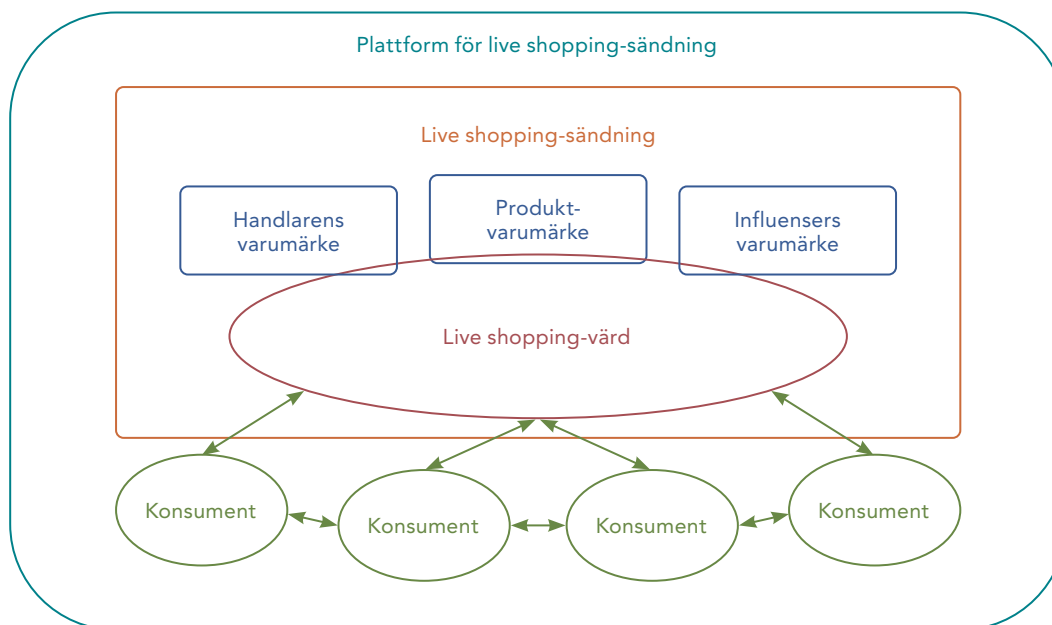 Plattform för live shopping-sändning
Live shopping-sändning
Handlarens
varumärke
Produkt-
varumärke
Influensers
varumärke
Live shopping-värd
Konsument
Konsument
Konsument
Konsument